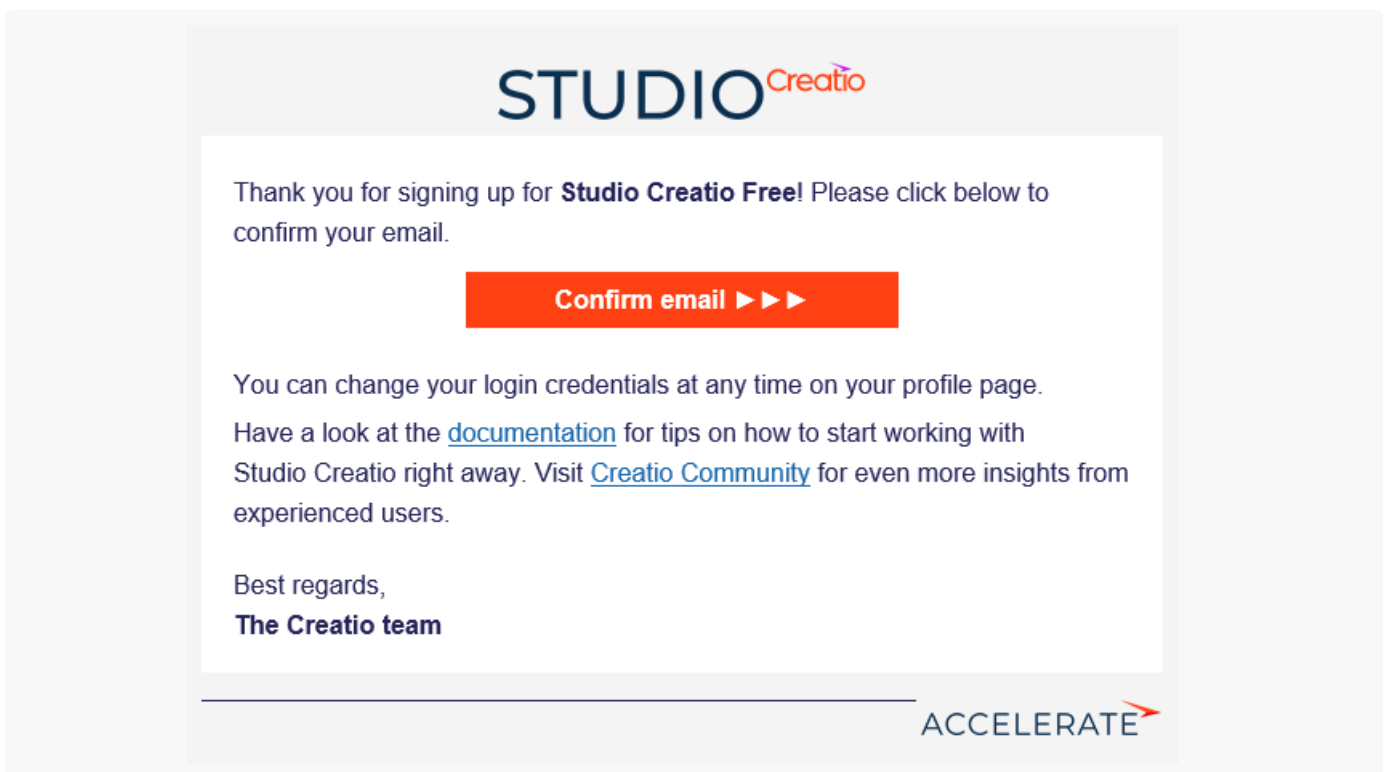 STUDIO Creatio
Thank you for signing up for Studio Creatio Free! Please click below to
confirm your email.
Confirm email ►►►
You can change your login credentials at any time on your profile page.
Have a look at the documentation for tips on how to start working with
Studio Creatio right away. Visit Creatio Community for even more insights from
experienced users.
Best regards,
The Creatio team
ACCELERATE